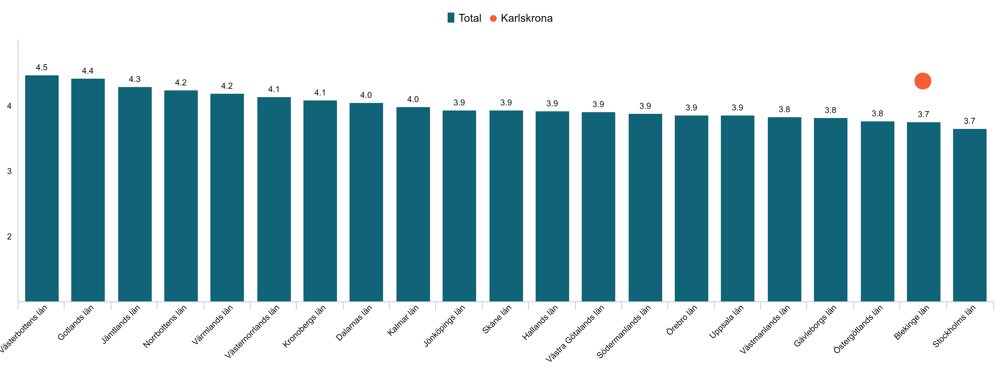 Total Karlskrona
4.5 4.4 4.3 4.2 4.2 4.1 4.1 4.0 4.0 3.9 3.9 3.9 3.9 3.9 3.9 3.9 3.8 3.8 3.8 3.7 3.7
4
3
2
Västerbottens län
Gotlands län
Jämtlands län
Norrbottens län
Värmlands län
Västernorrlands län
Kronobergs län
Dalarnas län
Kalmar län
Jönköpings län
Skåne län
Hallands län
Västra Götalands län
Södermanlands län
Örebro län
Uppsala län
Västmanlands län
Gävleborgs län
Östergötlands län
Blekinge län
Stockholms län